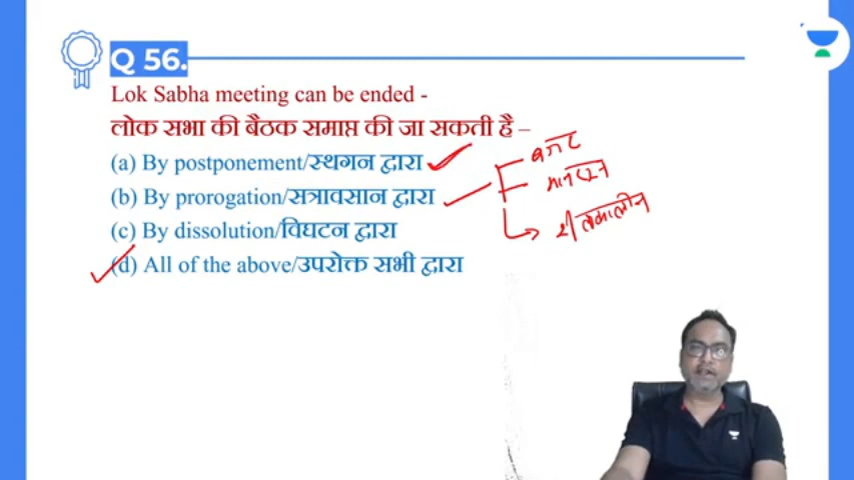 Q 56.
Lok Sabha meeting can be ended -
लोक सभा की बैठक समाप्त की जा सकती है –
(a) By postponement/स्थगन द्वारा
(b) By prorogation/सत्रावसान द्वारा
(c) By dissolution/विघटन द्वारा
(d) All of the above/उपरोक्त सभी द्वारा
बजट